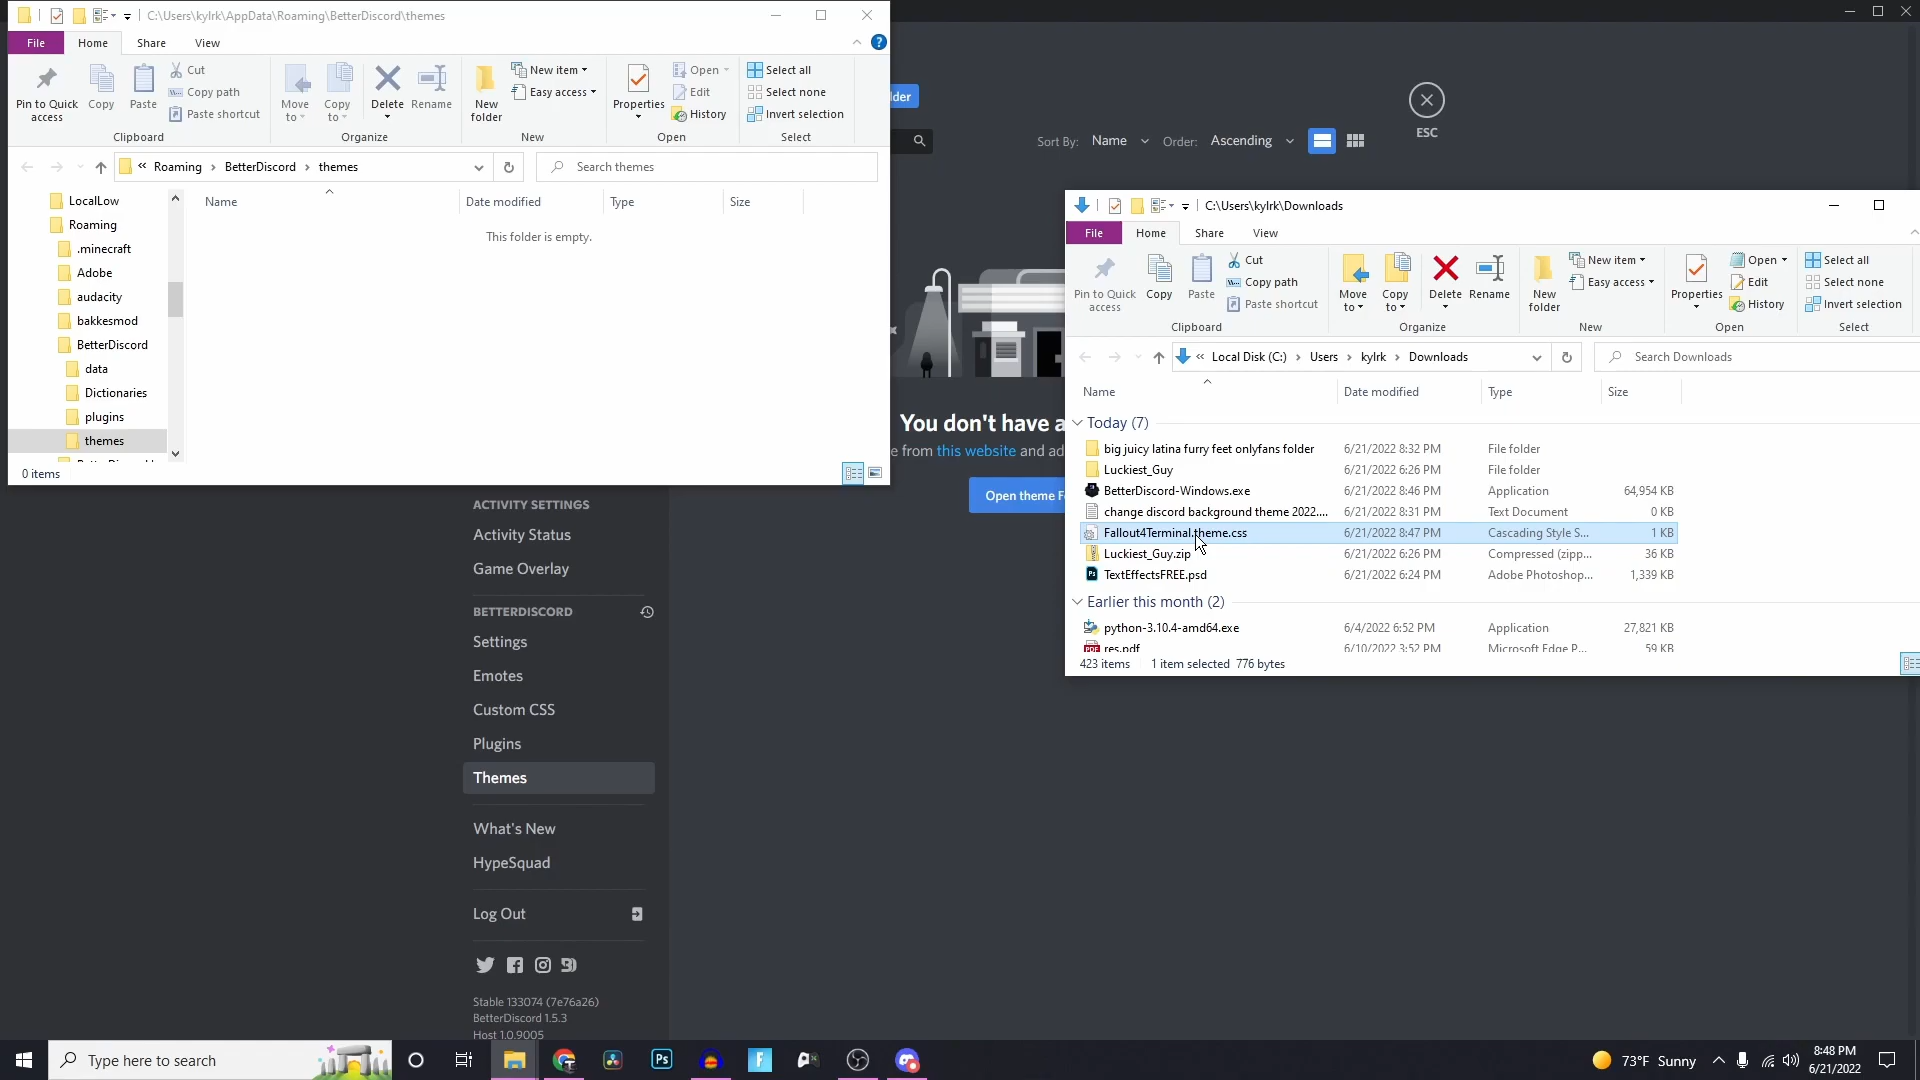 C:\Users\kylrk\AppData\Roaming\BetterDiscord\themes
File Home Share View
Pin to Quick access
Copy
Paste
Cut
Copy path
Paste shortcut
Clipboard
Move to
Copy to
Delete
Rename
Organize
New folder
New item
Easy access
New
Properties
Open
Edit
History
Open
Select all
Select none
Invert selection
Select
« Roaming › BetterDiscord › themes
Search themes
LocalLow
Roaming
.minecraft
Adobe
audacity
bakkesmod
BetterDiscord
data
Dictionaries
plugins
themes
Name Date modified Type Size
This folder is empty.
0 items
lder
Sort By: Name Order: Ascending
ESC
You don't have a
e from this website and ad
Open theme F
C:\Users\kylrk\Downloads
File Home Share View
Pin to Quick access
Copy
Paste
Cut
Copy path
Paste shortcut
Clipboard
Move to
Copy to
Delete
Rename
Organize
New folder
New item
Easy access
New
Properties
Open
Edit
History
Open
Select all
Select none
Invert selection
Select
« Local Disk (C:) › Users › kylrk › Downloads
Search Downloads
Name Date modified Type Size
Today (7)
big juicy latina furry feet onlyfans folder 6/21/2022 8:32 PM File folder
Luckiest_Guy 6/21/2022 6:26 PM File folder
BetterDiscord-Windows.exe 6/21/2022 8:46 PM Application 64,954 KB
change discord background theme 2022.... 6/21/2022 8:31 PM Text Document 0 KB
Fallout4Terminal.theme.css 6/21/2022 8:47 PM Cascading Style S... 1 KB
Luckiest_Guy.zip 6/21/2022 6:26 PM Compressed (zipp... 36 KB
TextEffectsFREE.psd 6/21/2022 6:24 PM Adobe Photoshop... 1,339 KB
Earlier this month (2)
python-3.10.4-amd64.exe 6/4/2022 6:52 PM Application 27,821 KB
res.pdf 6/10/2022 3:52 PM Microsoft Edge P... 59 KB
423 items 1 item selected 776 bytes
ACTIVITY SETTINGS
Activity Status
Game Overlay
BETTERDISCORD
Settings
Emotes
Custom CSS
Plugins
Themes
What's New
HypeSquad
Log Out
Stable 133074 (7e76a26)
BetterDiscord 1.5.3
Host 1.0.9005
Type here to search
Ps
73°F Sunny
8:48 PM
6/21/2022